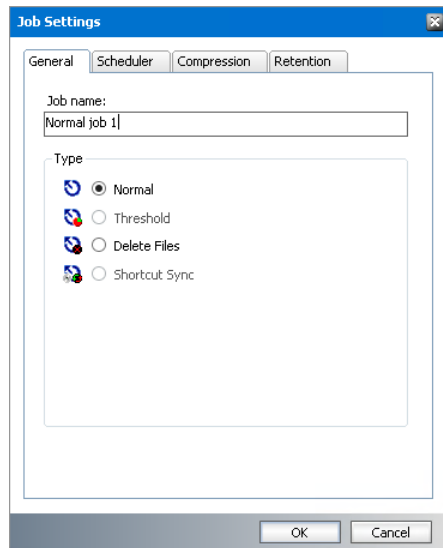 Job Settings
General Scheduler Compression Retention
Job name:
Normal job 1
Type
Normal
Threshold
Delete Files
Shortcut Sync
OK Cancel